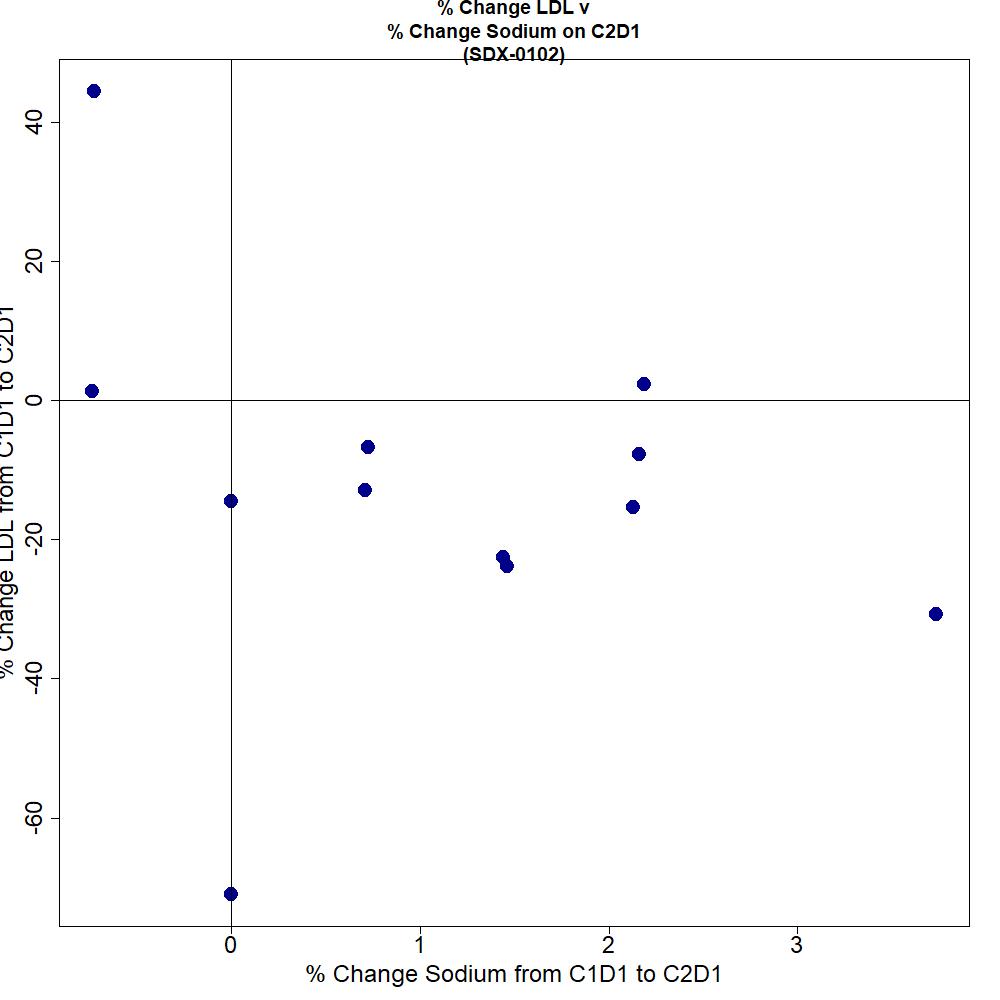 % Change LDL v
% Change Sodium on C2D1
(SDX-0102)
40
20
0
-20
-40
-60
% Change LDL from C1D1 to C2D1
0
1
2
3
% Change Sodium from C1D1 to C2D1